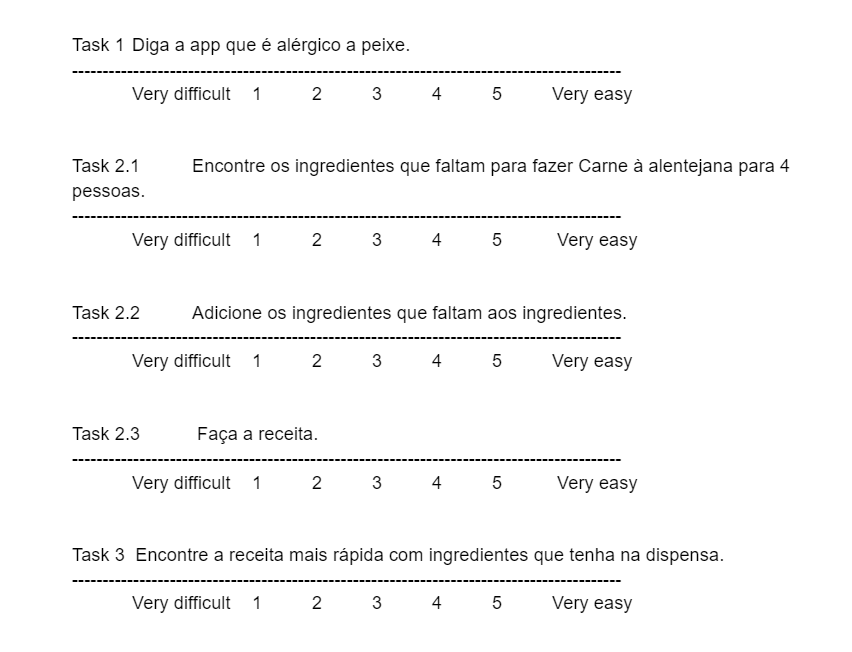 Task 1 Diga a app que é alérgico a peixe.
------------------------------------------------------------------------------------------
Very difficult 1 2 3 4 5 Very easy
Task 2.1 Encontre os ingredientes que faltam para fazer Carne à alentejana para 4
pessoas.
------------------------------------------------------------------------------------------
Very difficult 1 2 3 4 5 Very easy
Task 2.2 Adicione os ingredientes que faltam aos ingredientes.
------------------------------------------------------------------------------------------
Very difficult 1 2 3 4 5 Very easy
Task 2.3 Faça a receita.
------------------------------------------------------------------------------------------
Very difficult 1 2 3 4 5 Very easy
Task 3 Encontre a receita mais rápida com ingredientes que tenha na dispensa.
------------------------------------------------------------------------------------------
Very difficult 1 2 3 4 5 Very easy